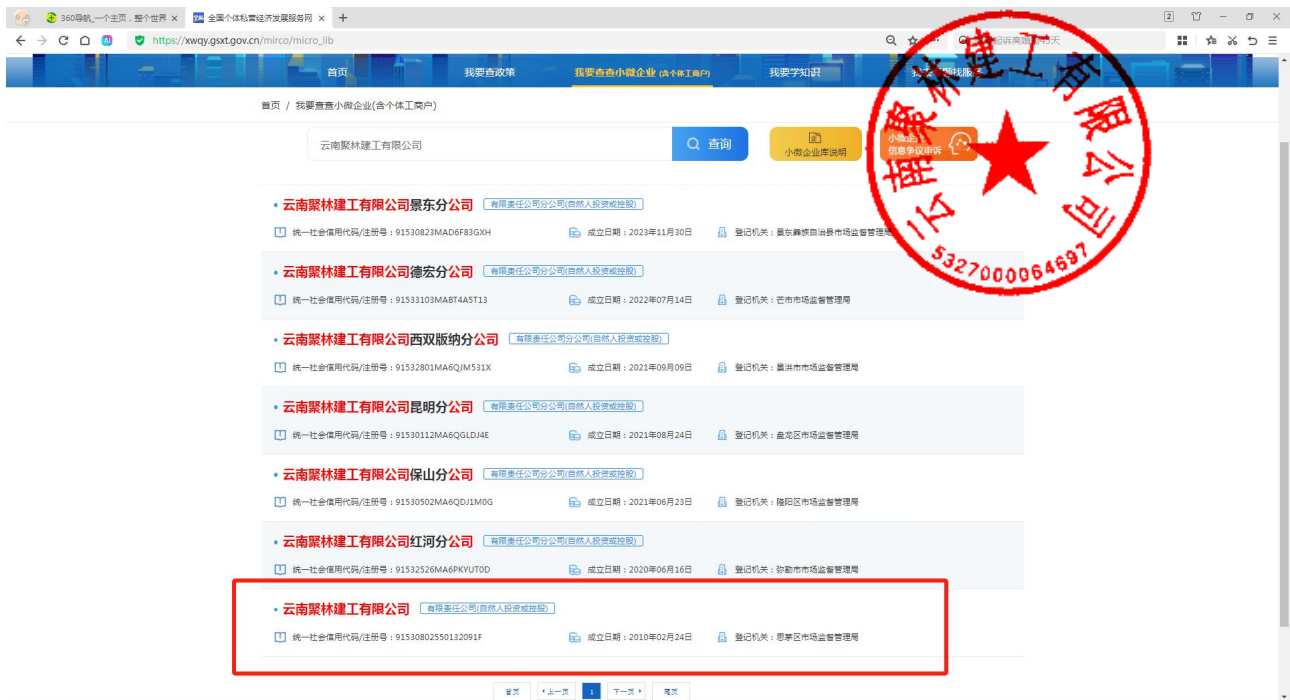 360导航_一个主页，整个世界
全国个体私营经济发展服务网
2
https://xwqy.gsxt.gov.cn/mirco/micro_lib
首页 我要查政策 我要查查小微企业 (含个体工商户) 我要学知识
首页 / 我要查查小微企业(含个体工商户)
云南聚林建工有限公司 查询 小微企业库说明 信息争议申诉
云南聚林建工有限公司景东分公司 有限责任公司分公司(自然人投资或控股)
统一社会信用代码/注册号：91530823MAD6F83GXH 成立日期：2023年11月30日 登记机关：景东彝族自治县市场监督管理局
云南聚林建工有限公司德宏分公司 有限责任公司分公司(自然人投资或控股)
统一社会信用代码/注册号：91533103MABT4A5T13 成立日期：2022年07月14日 登记机关：芒市市场监督管理局
云南聚林建工有限公司西双版纳分公司 有限责任公司分公司(自然人投资或控股)
统一社会信用代码/注册号：91532801MA6QJM531X 成立日期：2021年09月09日 登记机关：景洪市市场监督管理局
云南聚林建工有限公司昆明分公司 有限责任公司分公司(自然人投资或控股)
统一社会信用代码/注册号：91530112MA6QGLDJ4E 成立日期：2021年08月24日 登记机关：盘龙区市场监督管理局
云南聚林建工有限公司保山分公司 有限责任公司分公司(自然人投资或控股)
统一社会信用代码/注册号：91530502MA6QDJ1M0G 成立日期：2021年06月23日 登记机关：隆阳区市场监督管理局
云南聚林建工有限公司红河分公司 有限责任公司分公司(自然人投资或控股)
统一社会信用代码/注册号：91532526MA6PKYUT0D 成立日期：2020年06月16日 登记机关：弥勒市市场监督管理局
云南聚林建工有限公司 有限责任公司(自然人投资或控股)
统一社会信用代码/注册号：91530802550132091F 成立日期：2010年02月24日 登记机关：思茅区市场监督管理局
首页 上一页 1 下一页 尾页
云南聚林建工有限公司
5327000064697